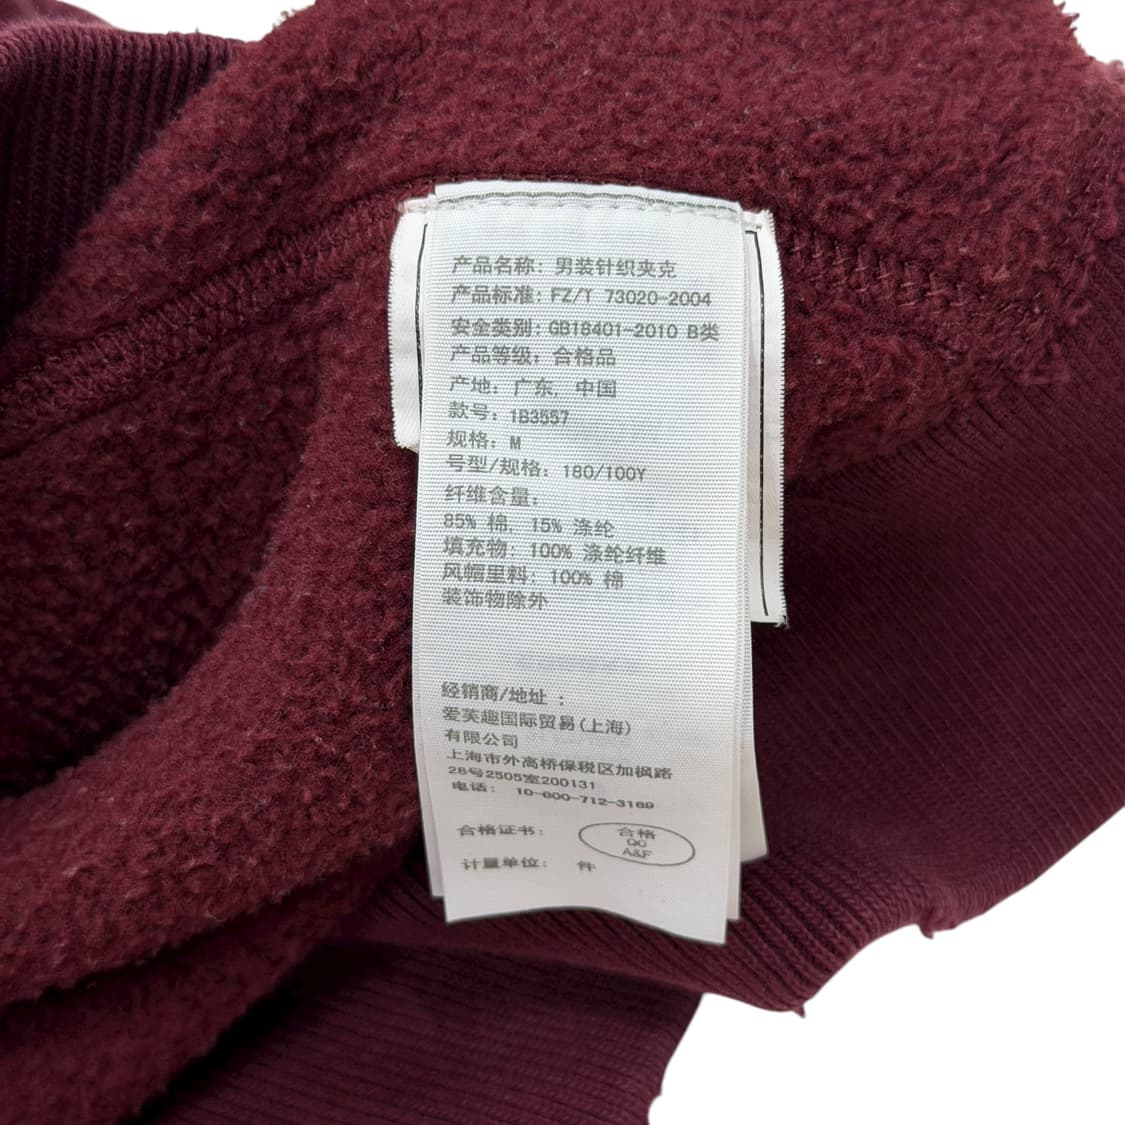 产品名称: 男装针织夹克
产品标准: FZ/T 73020-2004
安全类别: GB18401-2010 B类
产品等级: 合格品
产地: 广东, 中国
款号: 1B3557
规格: M
号型/规格: 180/100Y
纤维含量:
85% 棉, 15% 涤纶
填充物: 100% 涤纶纤维
风帽里料: 100% 棉
装饰物除外
经销商/地址 :
爱芙趣国际贸易(上海)
有限公司
上海市外高桥保税区加枫路
28号2505室200131
电话: 10-800-712-3169
合格证书:
合格
QC
A&F
计量单位: 件